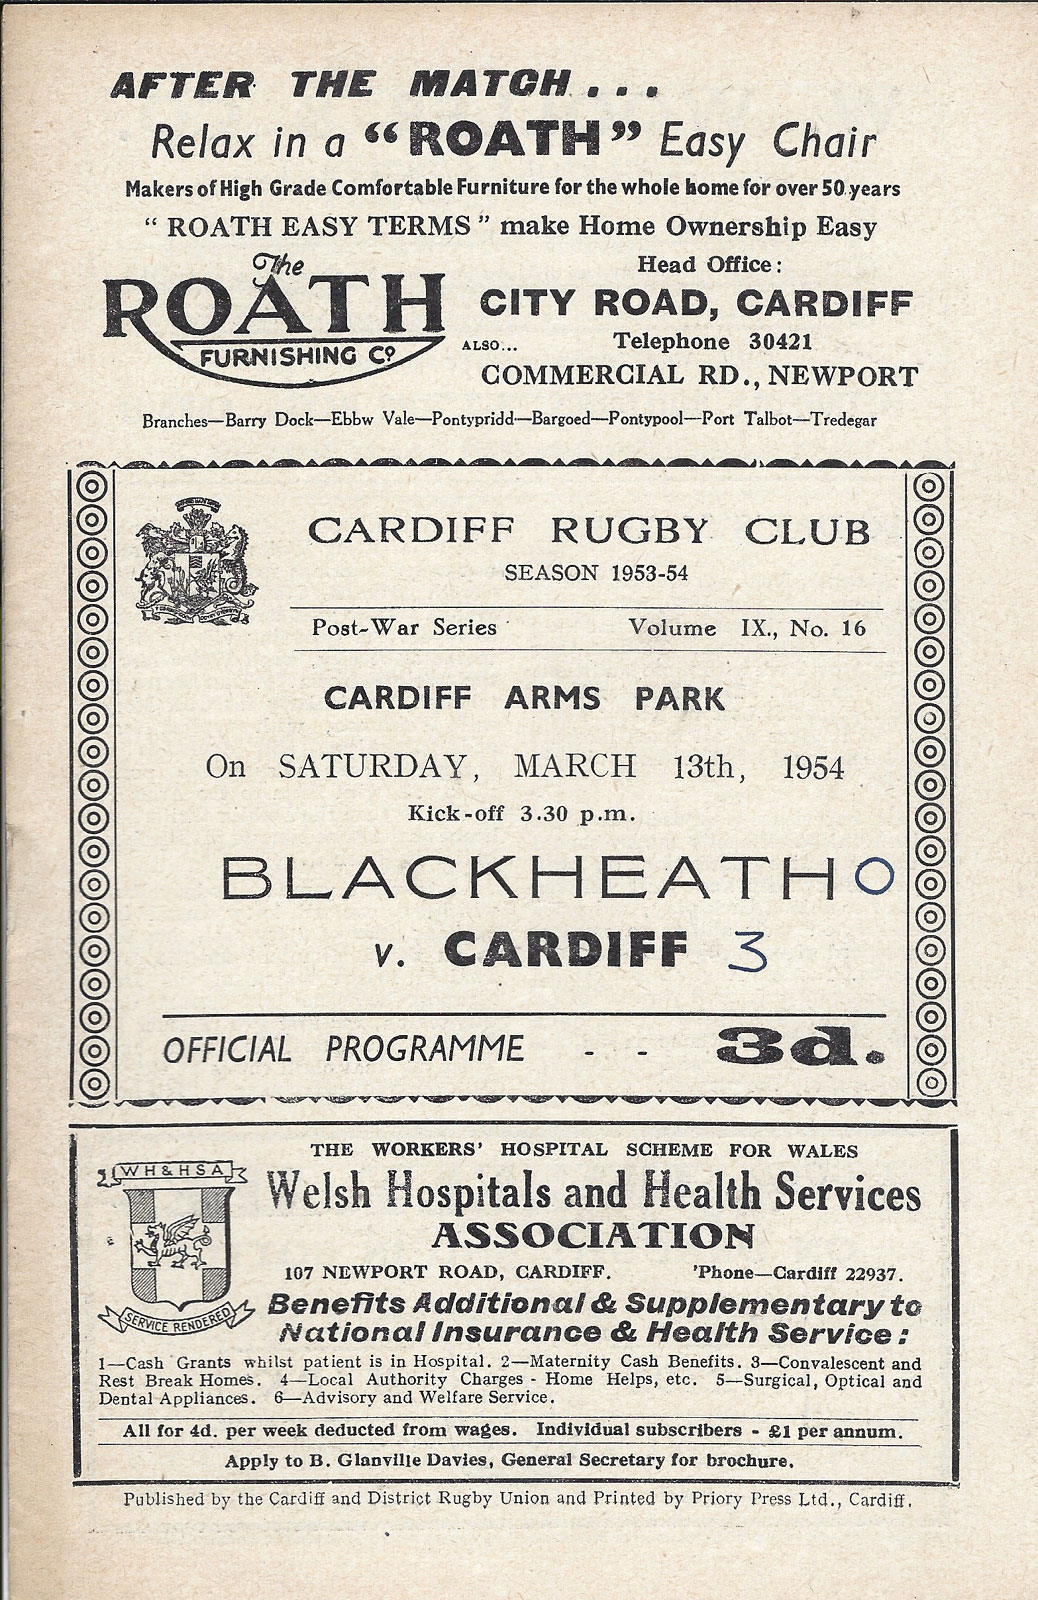 AFTER THE MATCH...
Relax in a “ROATH” Easy Chair
Makers of High Grade Comfortable Furniture for the whole home for over 50 years
“ ROATH EASY TERMS ” make Home Ownership Easy
The
ROATH
FURNISHING Co
Head Office:
CITY ROAD, CARDIFF
ALSO...
Telephone 30421
COMMERCIAL RD., NEWPORT
Branches—Barry Dock—Ebbw Vale—Pontypridd—Bargoed—Pontypool—Port Talbot—Tredegar
CARDIFF RUGBY CLUB
SEASON 1953-54
Post-War Series Volume IX., No. 16
CARDIFF ARMS PARK
On SATURDAY, MARCH 13th, 1954
Kick-off 3.30 p.m.
BLACKHEATH 0
v. CARDIFF 3
OFFICIAL PROGRAMME - - 3d.
WH&HSA
SERVICE RENDERED
THE WORKERS' HOSPITAL SCHEME FOR WALES
Welsh Hospitals and Health Services
ASSOCIATION
107 NEWPORT ROAD, CARDIFF. 'Phone—Cardiff 22937.
Benefits Additional & Supplementary to
National Insurance & Health Service:
1—Cash Grants whilst patient is in Hospital. 2—Maternity Cash Benefits. 3—Convalescent and
Rest Break Homes. 4—Local Authority Charges - Home Helps, etc. 5—Surgical, Optical and
Dental Appliances. 6—Advisory and Welfare Service.
All for 4d. per week deducted from wages. Individual subscribers - £1 per annum.
Apply to B. Glanville Davies, General Secretary for brochure.
Published by the Cardiff and District Rugby Union and Printed by Priory Press Ltd., Cardiff.